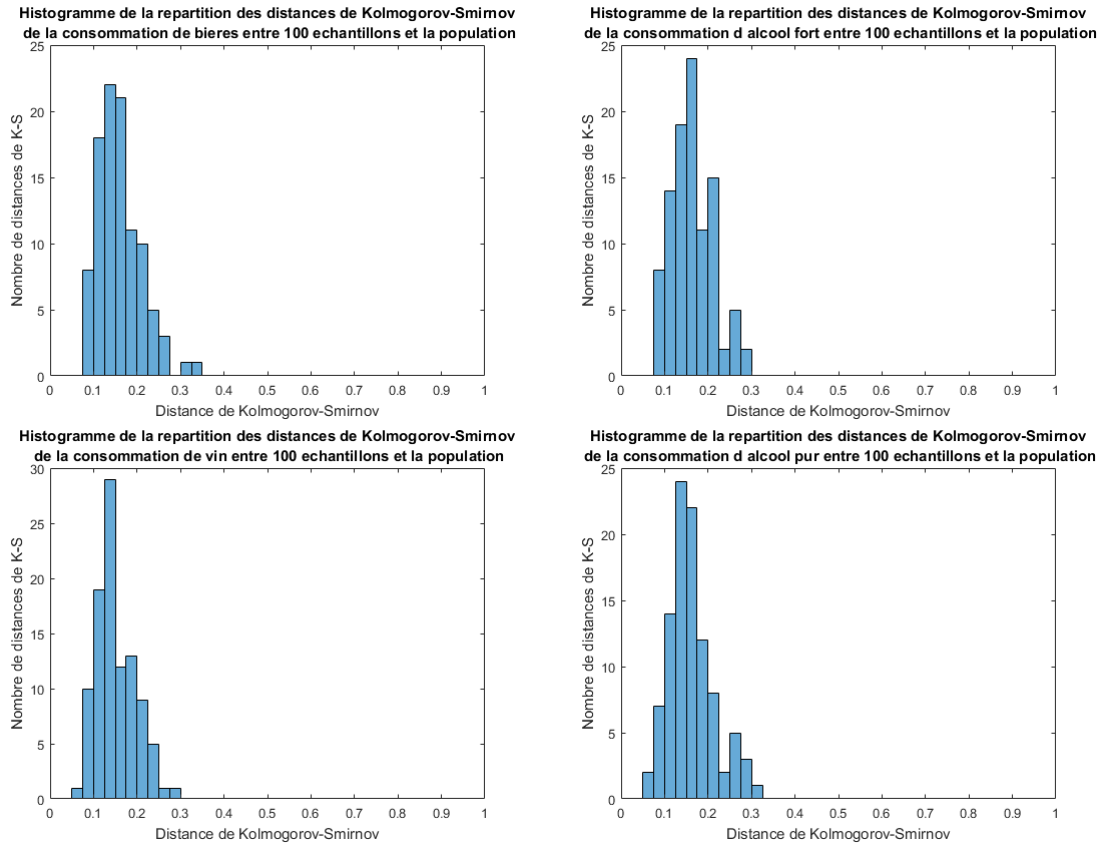 Histogramme de la repartition des distances de Kolmogorov-Smirnov
de la consommation de bieres entre 100 echantillons et la population
25
20
15
10
5
0
Nombre de distances de K-S
0 0.1 0.2 0.3 0.4 0.5 0.6 0.7 0.8 0.9 1
Distance de Kolmogorov-Smirnov
Histogramme de la repartition des distances de Kolmogorov-Smirnov
de la consommation d alcool fort entre 100 echantillons et la population
25
20
15
10
5
0
Nombre de distances de K-S
0 0.1 0.2 0.3 0.4 0.5 0.6 0.7 0.8 0.9 1
Distance de Kolmogorov-Smirnov
Histogramme de la repartition des distances de Kolmogorov-Smirnov
de la consommation de vin entre 100 echantillons et la population
30
25
20
15
10
5
0
Nombre de distances de K-S
0 0.1 0.2 0.3 0.4 0.5 0.6 0.7 0.8 0.9 1
Distance de Kolmogorov-Smirnov
Histogramme de la repartition des distances de Kolmogorov-Smirnov
de la consommation d alcool pur entre 100 echantillons et la population
25
20
15
10
5
0
Nombre de distances de K-S
0 0.1 0.2 0.3 0.4 0.5 0.6 0.7 0.8 0.9 1
Distance de Kolmogorov-Smirnov